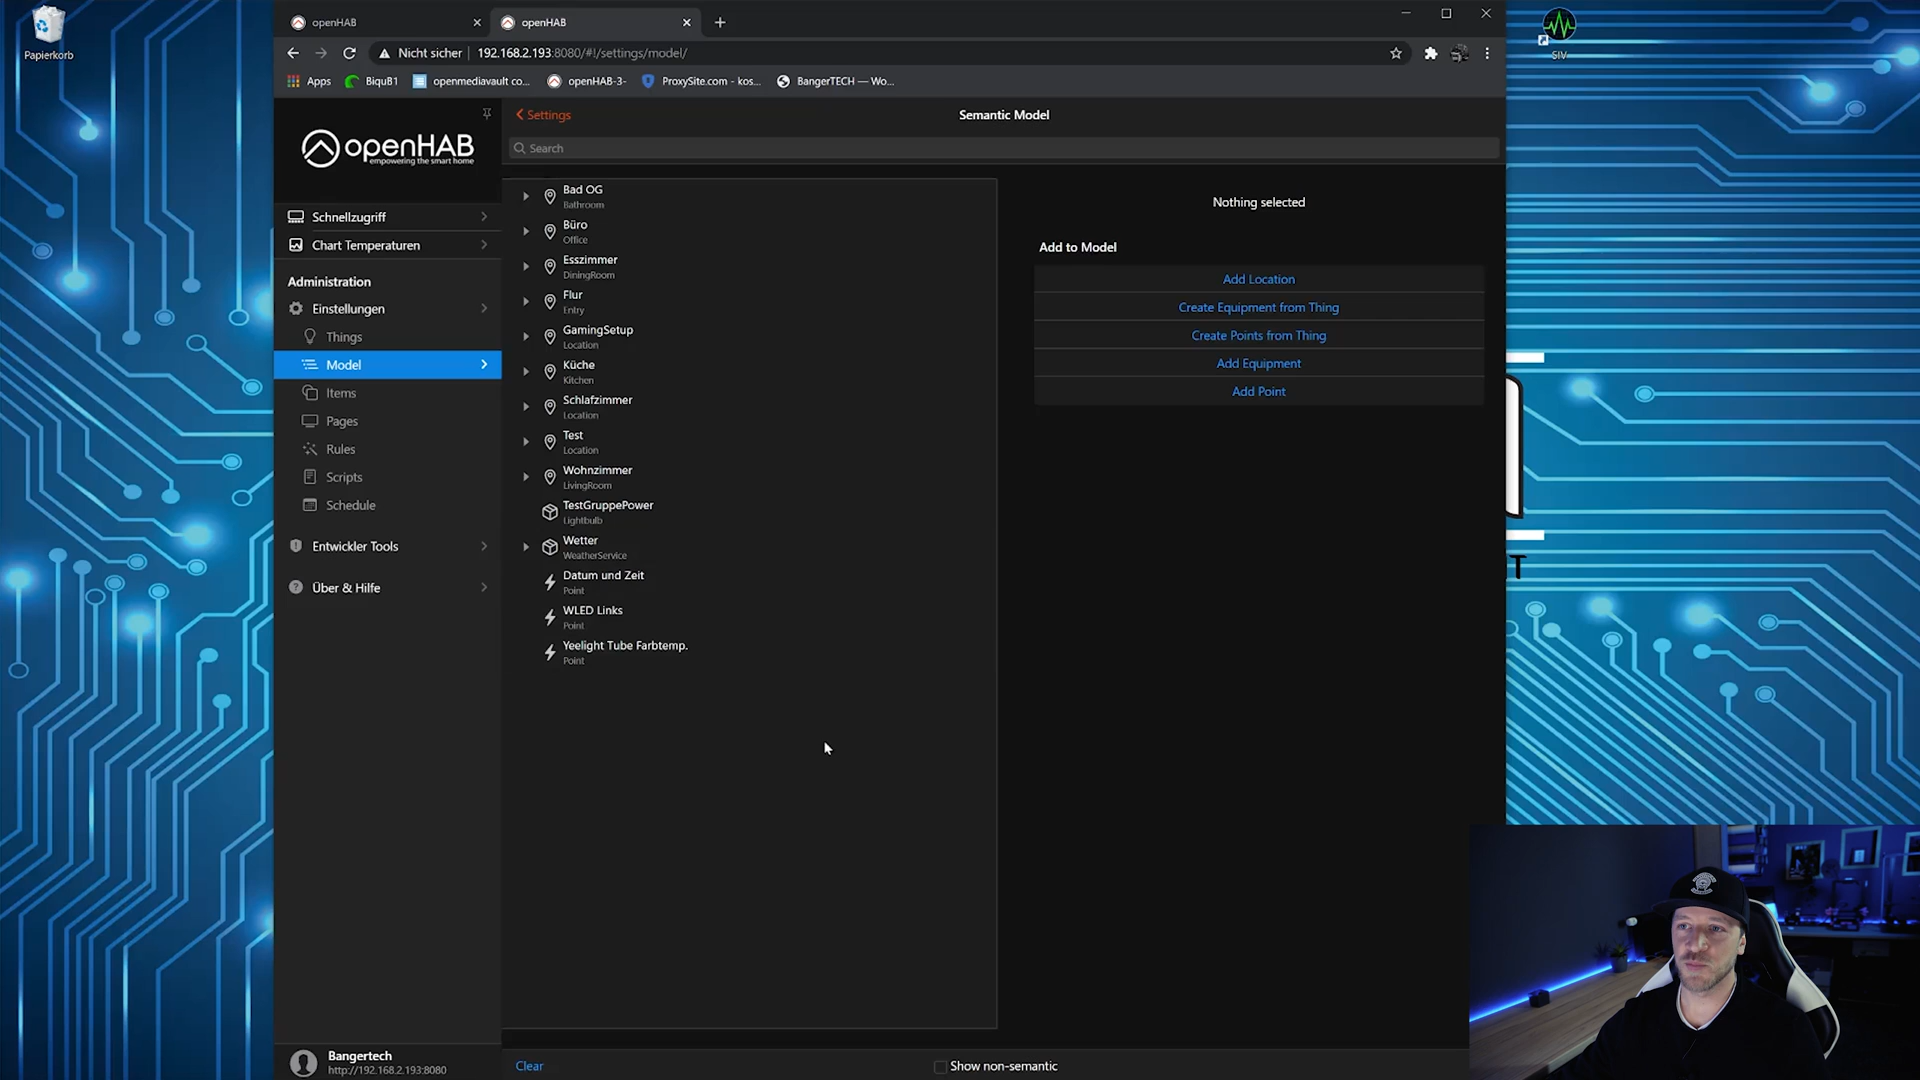 Papierkorb
openHAB
openHAB
SIV
Nicht sicher
192.168.2.193:8080/#!/settings/model/
Apps
BiquB1
openmediavault co...
openHAB-3-
ProxySite.com - kos...
BangerTECH — Wo...
openHAB
empowering the smart home
Settings
Semantic Model
Search
Schnellzugriff
Chart Temperaturen
Administration
Einstellungen
Things
Model
Items
Pages
Rules
Scripts
Schedule
Entwickler Tools
Über & Hilfe
Bangertech
http://192.168.2.193:8080
Bad OG
Bathroom
Büro
Office
Esszimmer
DiningRoom
Flur
Entry
GamingSetup
Location
Küche
Kitchen
Schlafzimmer
Location
Test
Location
Wohnzimmer
LivingRoom
TestGruppePower
Lightbulb
Wetter
WeatherService
Datum und Zeit
Point
WLED Links
Point
Yeelight Tube Farbtemp.
Point
Nothing selected
Add to Model
Add Location
Create Equipment from Thing
Create Points from Thing
Add Equipment
Add Point
Clear
Show non-semantic
T